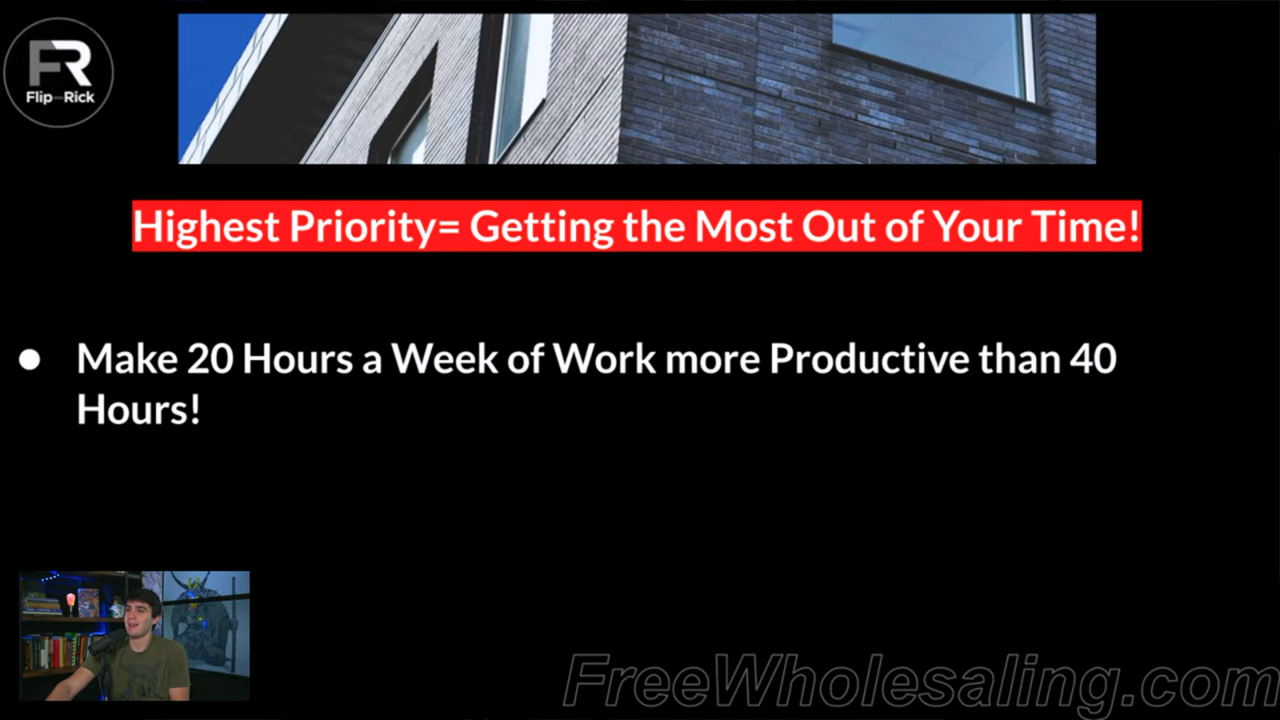 FR
Flip Rick
Highest Priority= Getting the Most Out of Your Time!
Make 20 Hours a Week of Work more Productive than 40
Hours!
FreeWholesaling.com